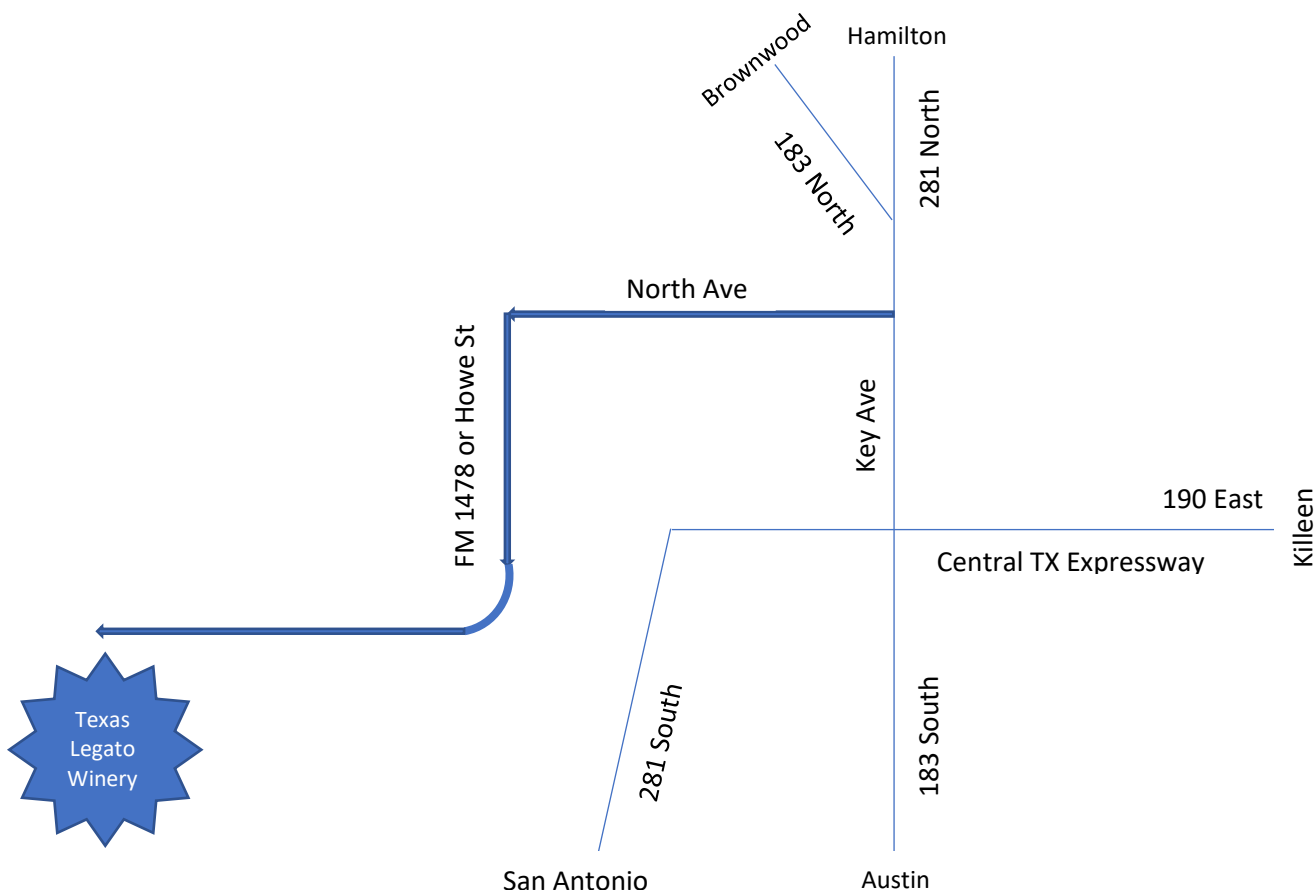 Hamilton
Brownwood
281 North
183 North
North Ave
FM 1478 or Howe St
Key Ave
190 East
Killeen
Central TX Expressway
Texas
Legato
Winery
281 South
183 South
San Antonio
Austin